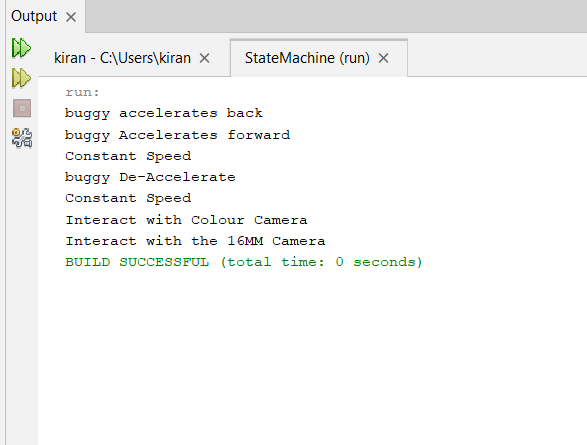 Output
kiran - C:\Users\kiran
StateMachine (run)
run:
buggy accelerates back
buggy Accelerates forward
Constant Speed
buggy De-Accelerate
Constant Speed
Interact with Colour Camera
Interact with the 16MM Camera
BUILD SUCCESSFUL (total time: 0 seconds)